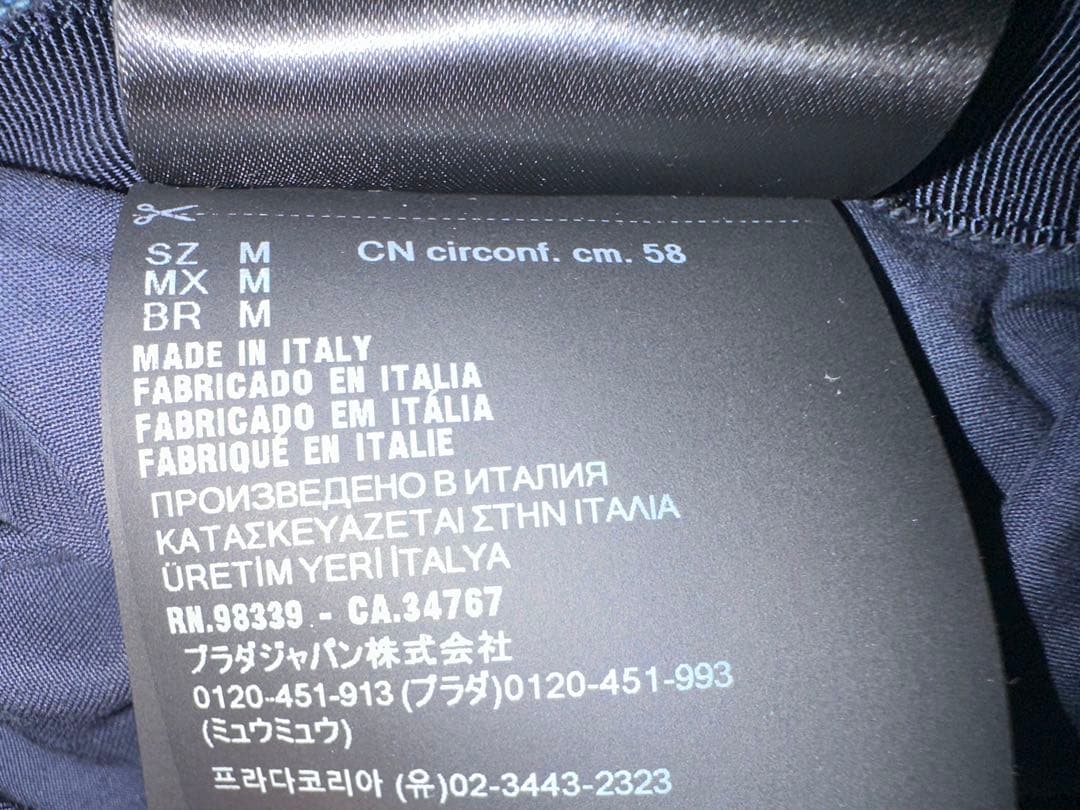 SZ M CN circonf. cm. 58
MX M
BR M
MADE IN ITALY
FABRICADO EN ITALIA
FABRICADO EM ITÁLIA
FABRIQUÉ EN ITALIE
ПРОИЗВЕДЕНО В ИТАЛИЯ
ΚΑΤΑΣΚΕΥΑΖΕΤΑΙ ΣΤΗΝ ΙΤΑΛΙΑ
ÜRETİM YERİ İTALYA
RN.98339 - CA.34767
プラダジャパン株式会社
0120-451-913 (プラダ)0120-451-993
(ミュウミュウ)
프라다코리아 (유)02-3443-2323